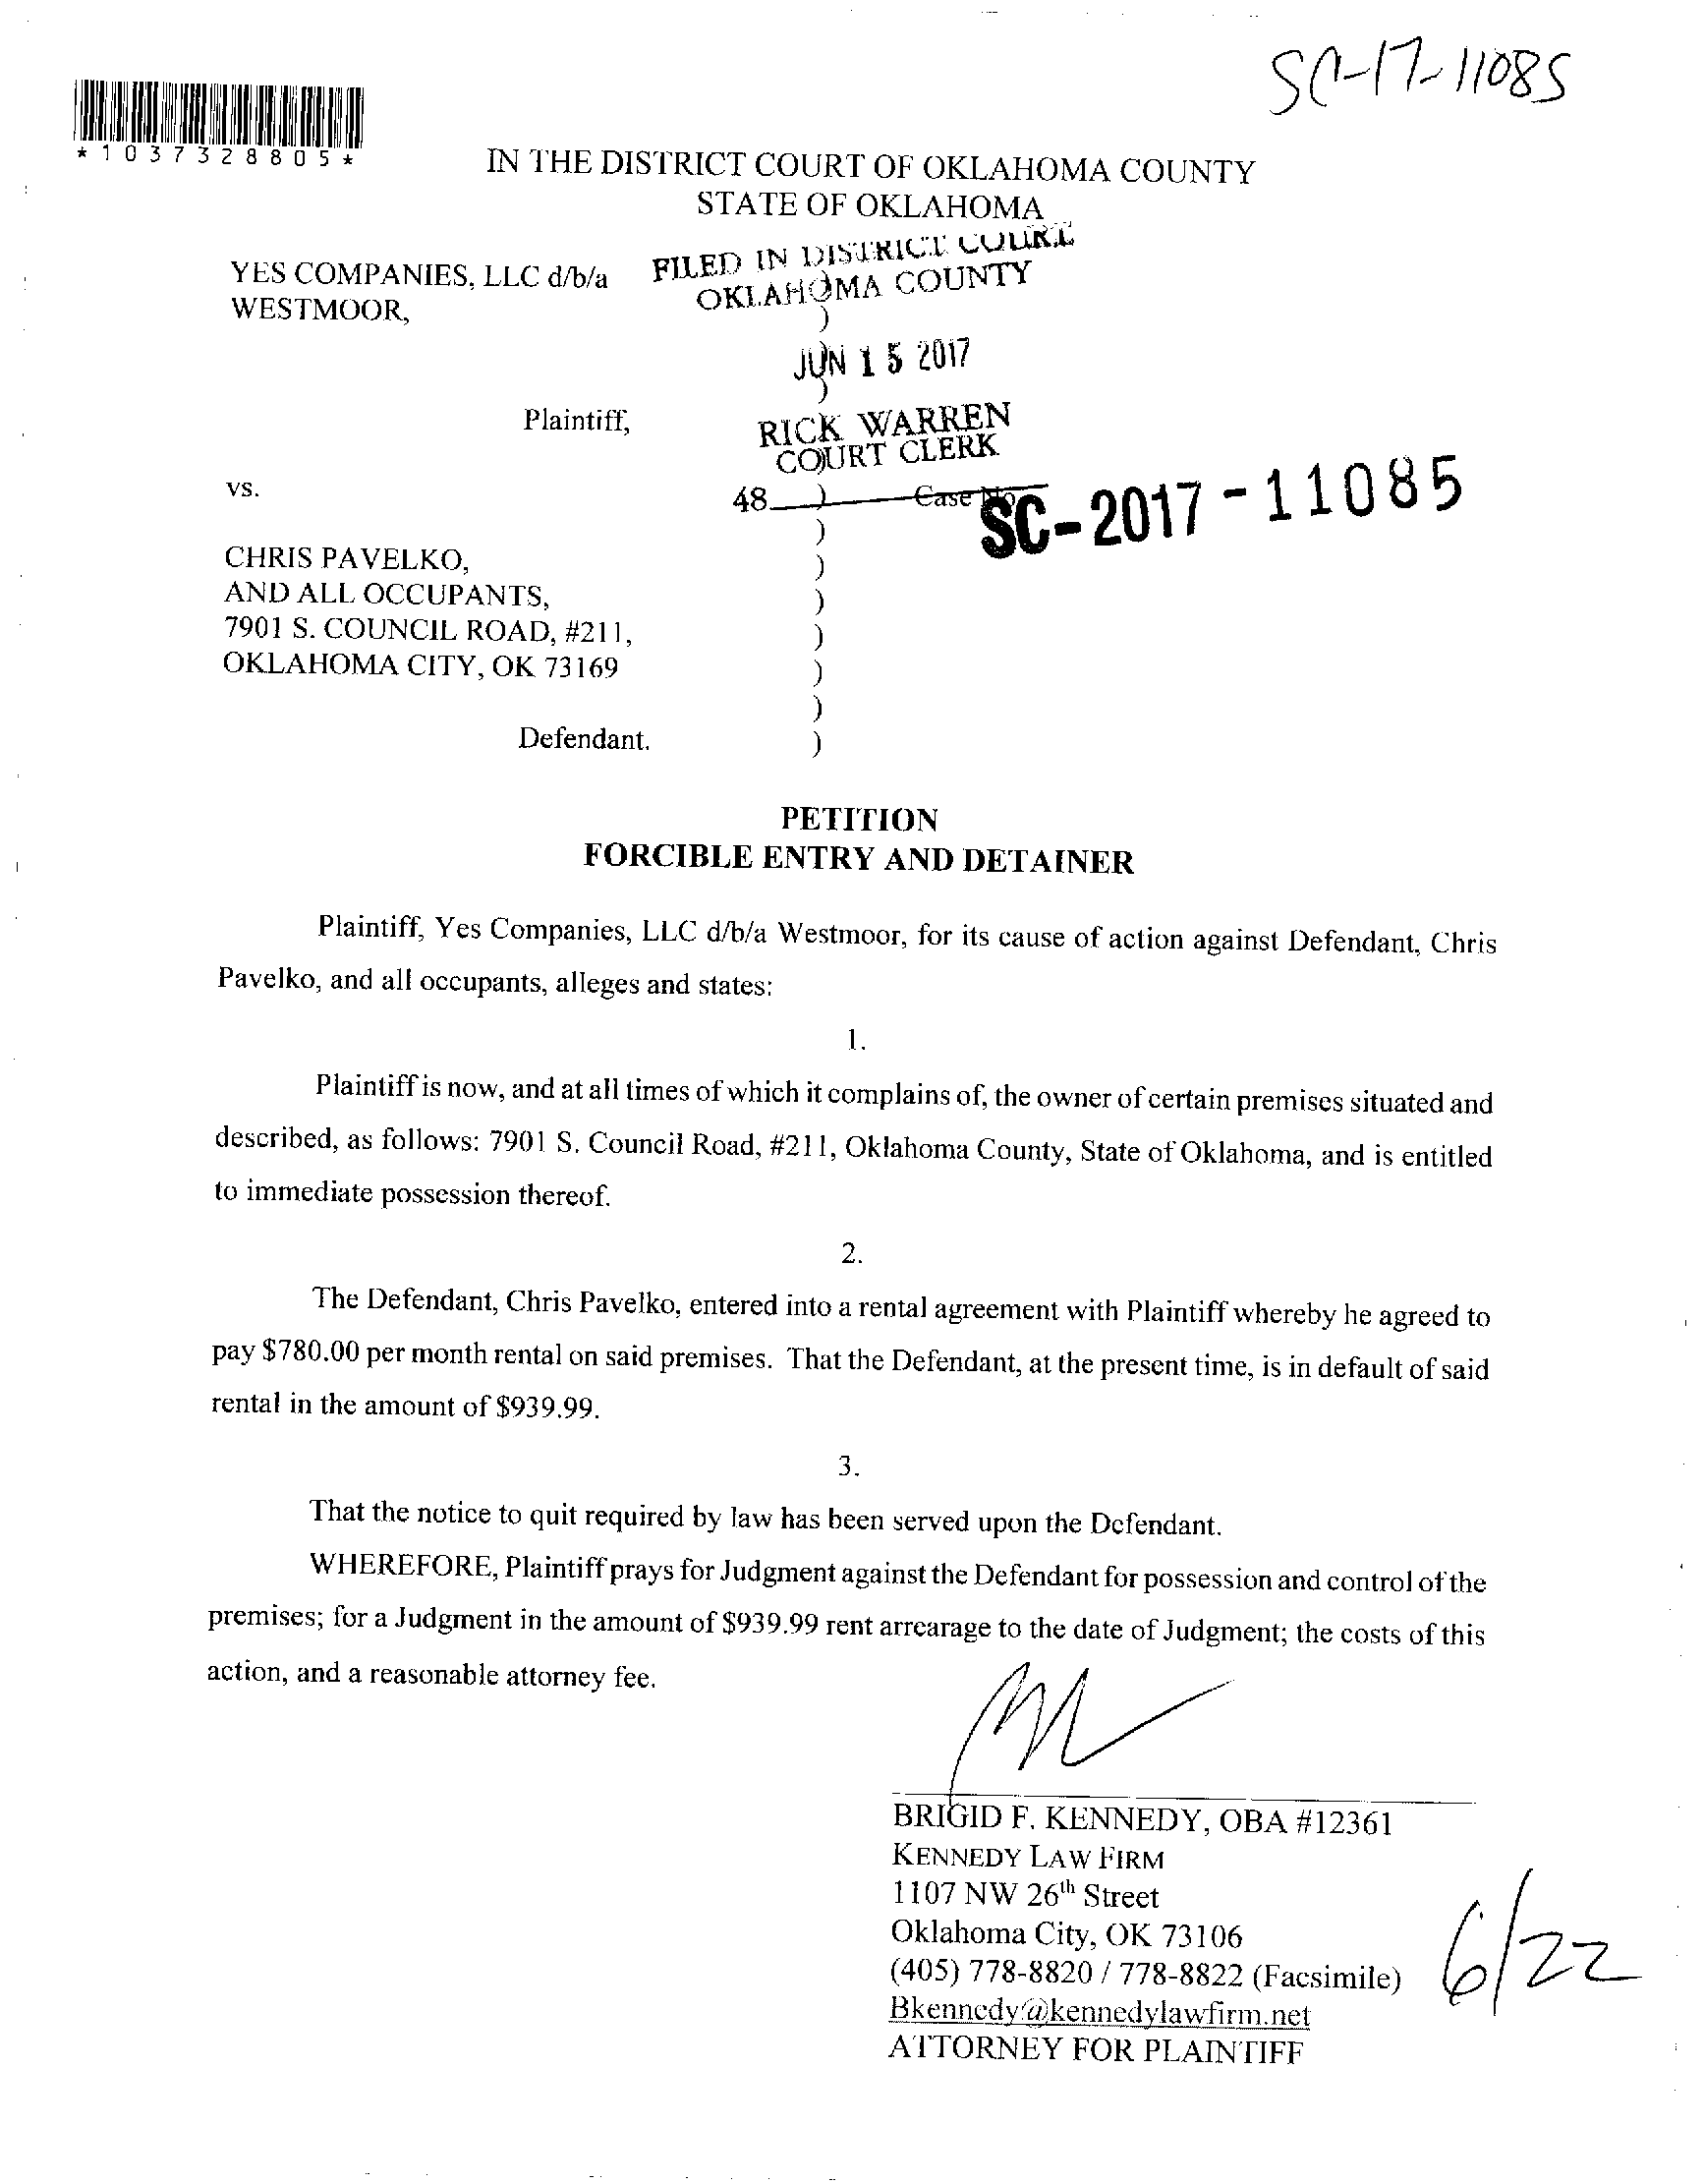 SC-17-11085
*1037328805*
IN THE DISTRICT COURT OF OKLAHOMA COUNTY
STATE OF OKLAHOMA
FILED IN DISTRICT COURT
OKLAHOMA COUNTY
YES COMPANIES, LLC d/b/a
WESTMOOR,
)
JUN 15 2017
)
Plaintiff,
RICK WARREN
COURT CLERK
)
vs.
48 ) Case No.
SC-2017-11085
)
CHRIS PAVELKO, )
AND ALL OCCUPANTS, )
7901 S. COUNCIL ROAD, #211, )
OKLAHOMA CITY, OK 73169 )
)
Defendant. )
PETITION
FORCIBLE ENTRY AND DETAINER
Plaintiff, Yes Companies, LLC d/b/a Westmoor, for its cause of action against Defendant, Chris
Pavelko, and all occupants, alleges and states:
1.
Plaintiff is now, and at all times of which it complains of, the owner of certain premises situated and
described, as follows: 7901 S. Council Road, #211, Oklahoma County, State of Oklahoma, and is entitled
to immediate possession thereof.
2.
The Defendant, Chris Pavelko, entered into a rental agreement with Plaintiff whereby he agreed to
pay $780.00 per month rental on said premises. That the Defendant, at the present time, is in default of said
rental in the amount of $939.99.
3.
That the notice to quit required by law has been served upon the Defendant.
WHEREFORE, Plaintiff prays for Judgment against the Defendant for possession and control of the
premises; for a Judgment in the amount of $939.99 rent arrearage to the date of Judgment; the costs of this
action, and a reasonable attorney fee.
BRIGID F. KENNEDY, OBA #12361
KENNEDY LAW FIRM
1107 NW 26th Street
Oklahoma City, OK 73106
(405) 778-8820 / 778-8822 (Facsimile)
Bkennedy@kennedylawfirm.net
ATTORNEY FOR PLAINTIFF
6/22